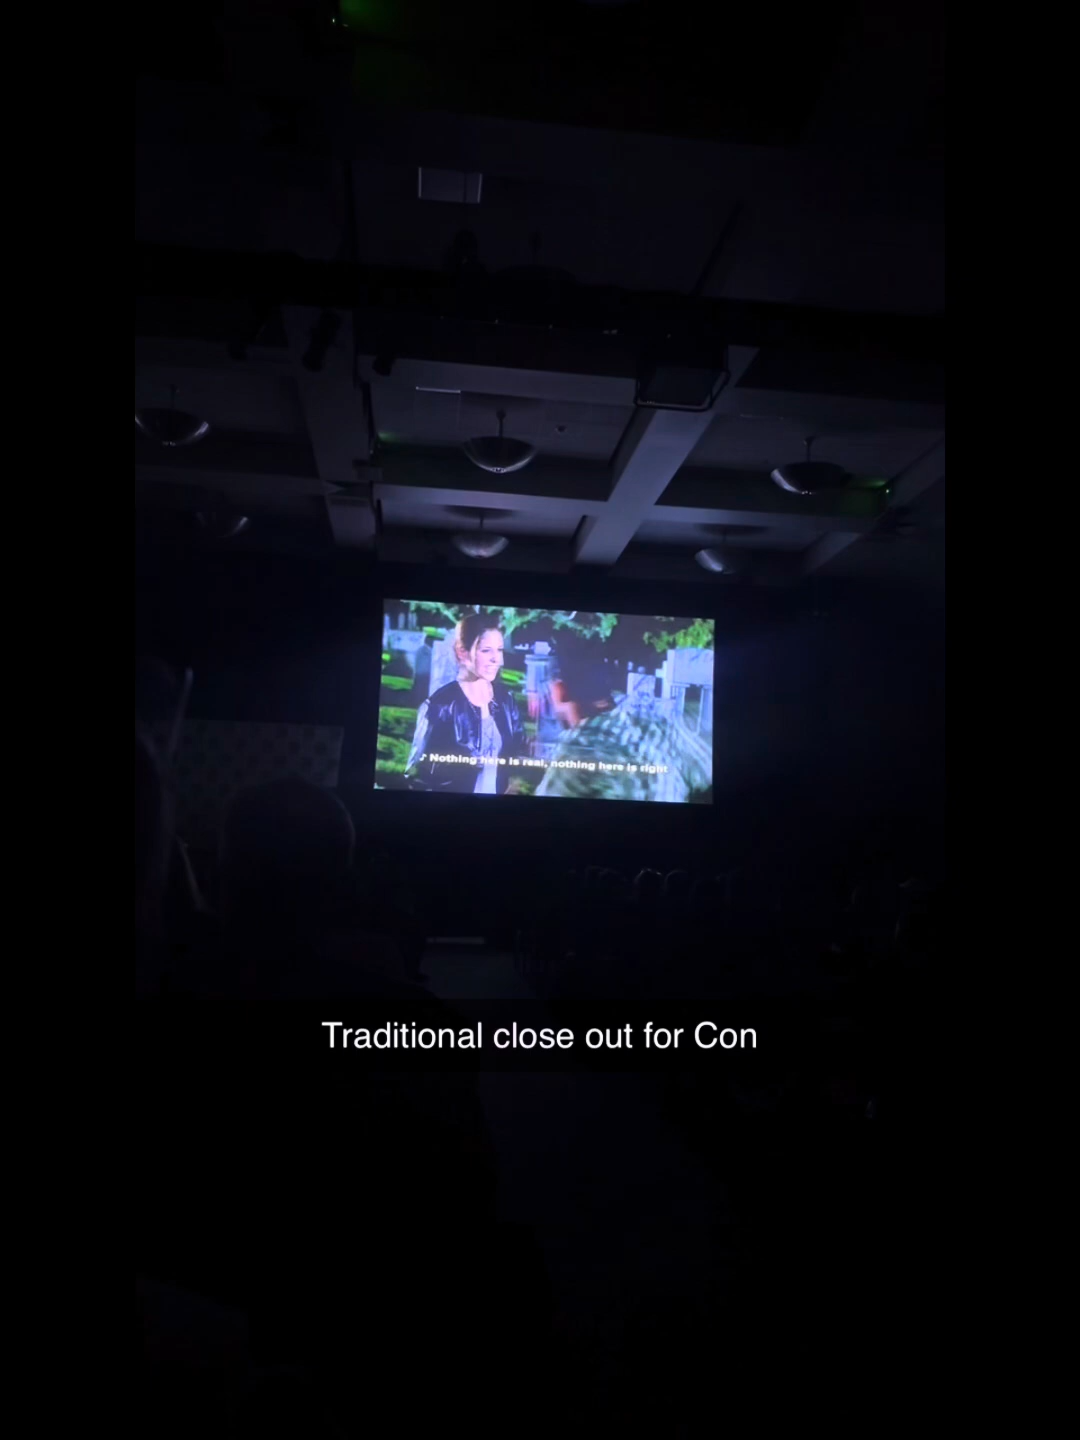 ♪ Nothing here is real, nothing here is right
Traditional close out for Con